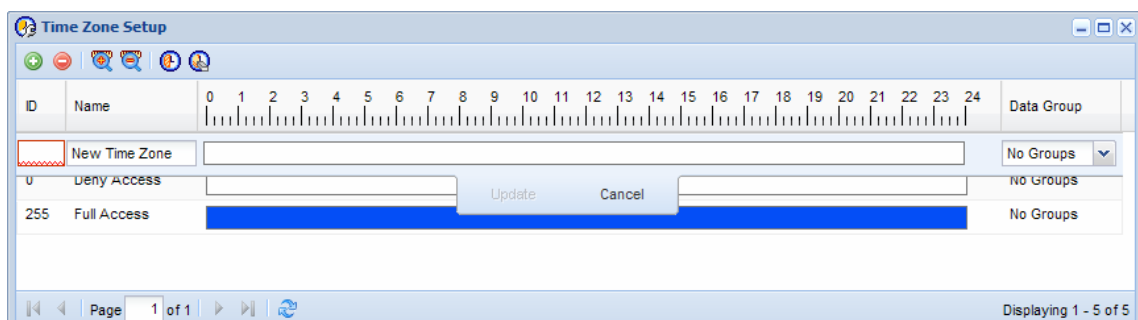 Time Zone Setup
ID Name 0 1 2 3 4 5 6 7 8 9 10 11 12 13 14 15 16 17 18 19 20 21 22 23 24 Data Group
New Time Zone No Groups
0 Deny Access No Groups
Update Cancel
255 Full Access No Groups
Page 1 of 1 Displaying 1 - 5 of 5